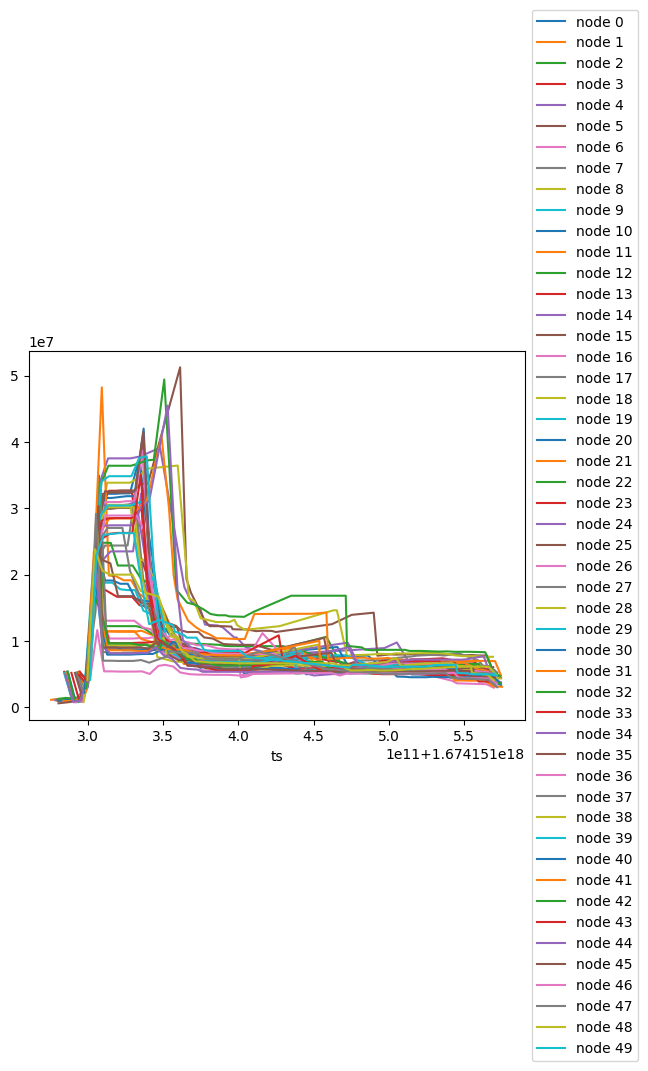 1e7
5
4
3
2
1
0
3.0 3.5 4.0 4.5 5.0 5.5
1e11+1.674151e18
ts
node 0
node 1
node 2
node 3
node 4
node 5
node 6
node 7
node 8
node 9
node 10
node 11
node 12
node 13
node 14
node 15
node 16
node 17
node 18
node 19
node 20
node 21
node 22
node 23
node 24
node 25
node 26
node 27
node 28
node 29
node 30
node 31
node 32
node 33
node 34
node 35
node 36
node 37
node 38
node 39
node 40
node 41
node 42
node 43
node 44
node 45
node 46
node 47
node 48
node 49